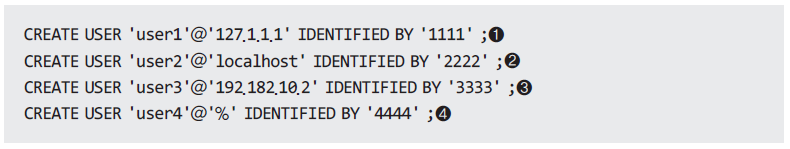 CREATE USER 'user1'@'127.1.1.1' IDENTIFIED BY '1111' ;❶
CREATE USER 'user2'@'localhost' IDENTIFIED BY '2222' ;❷
CREATE USER 'user3'@'192.182.10.2' IDENTIFIED BY '3333' ;❸
CREATE USER 'user4'@'%' IDENTIFIED BY '4444' ;❹